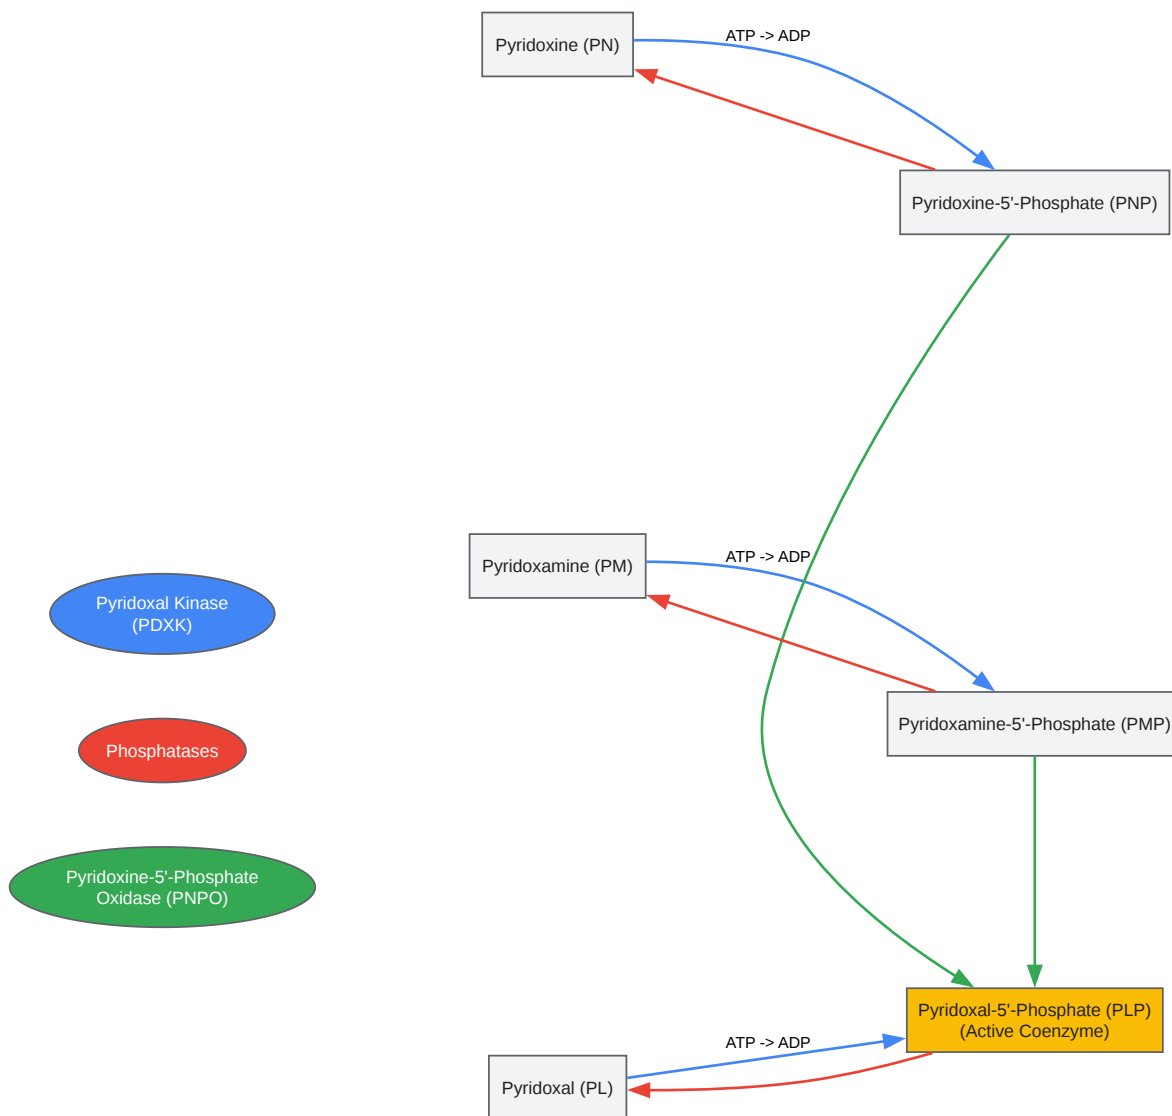 Pyridoxine (PN)
ATP -> ADP
Pyridoxine-5'-Phosphate (PNP)
Pyridoxamine (PM)
ATP -> ADP
Pyridoxal Kinase
(PDXK)
Pyridoxamine-5'-Phosphate (PMP)
Phosphatases
Pyridoxine-5'-Phosphate
Oxidase (PNPO)
Pyridoxal-5'-Phosphate (PLP)
(Active Coenzyme)
ATP -> ADP
Pyridoxal (PL)